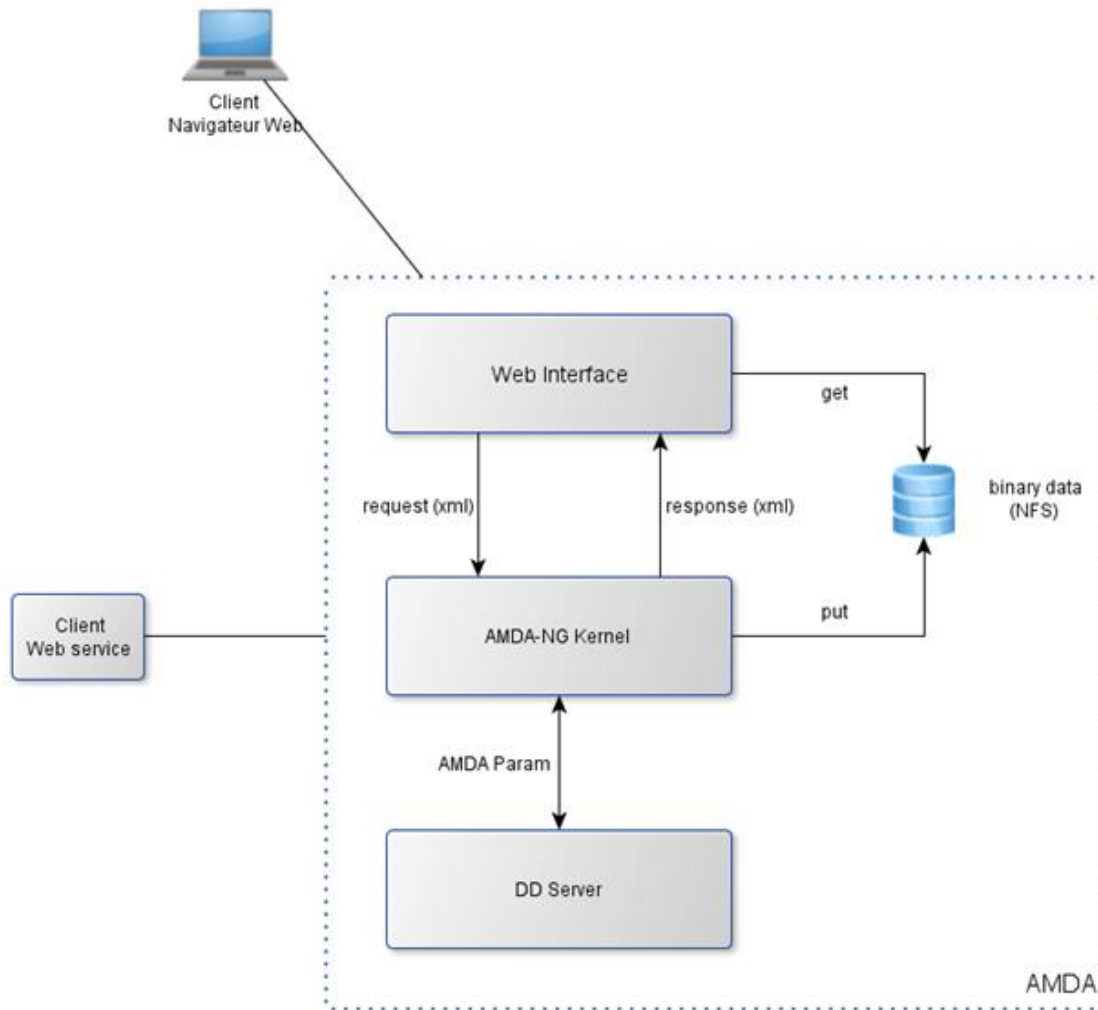 Client
Navigateur Web
Web Interface
get
request (xml)
response (xml)
binary data
(NFS)
Client
Web service
AMDA-NG Kernel
put
AMDA Param
DD Server
AMDA